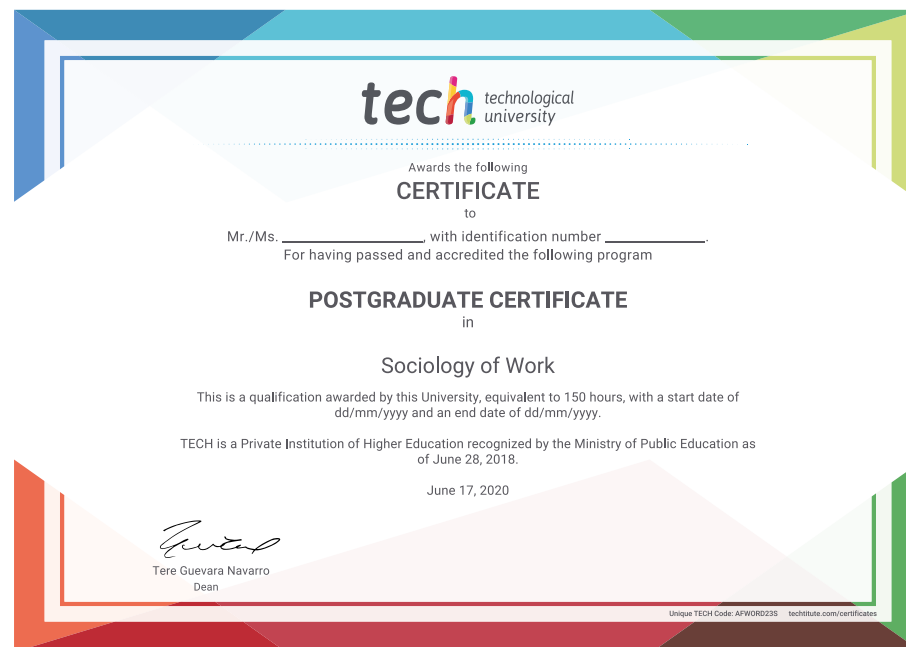 tech technological
university
Awards the following
CERTIFICATE
to
Mr./Ms. ____________, with identification number ____________.
For having passed and accredited the following program
POSTGRADUATE CERTIFICATE
in
Sociology of Work
This is a qualification awarded by this University, equivalent to 150 hours, with a start date of
dd/mm/yyyy and an end date of dd/mm/yyyy.
TECH is a Private Institution of Higher Education recognized by the Ministry of Public Education as
of June 28, 2018.
June 17, 2020
Tere Guevara Navarro
Dean
Unique TECH Code: AFWORD23S techtitute.com/certificates